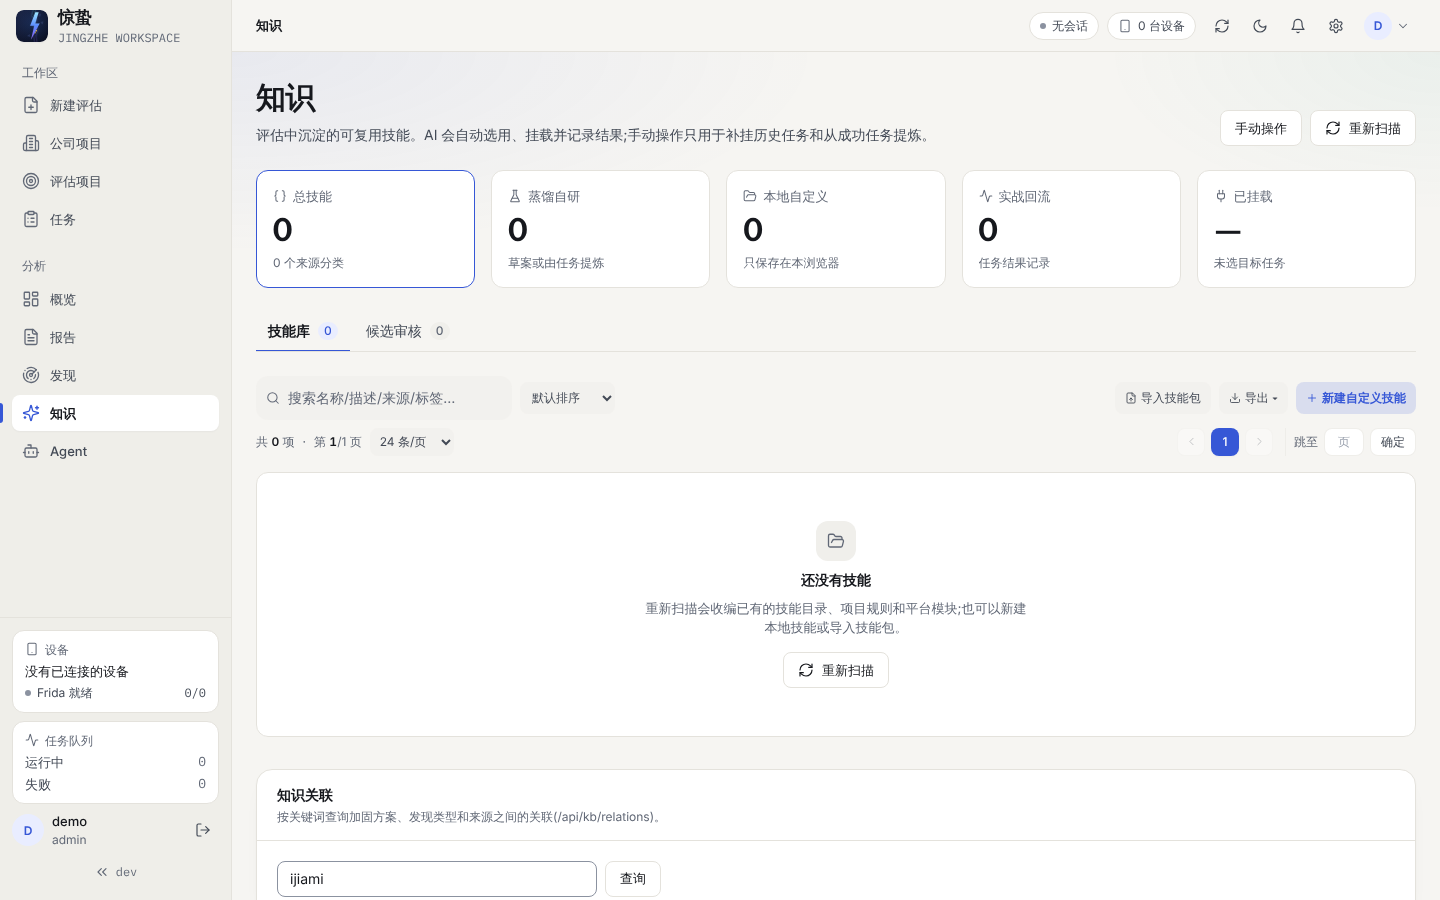 惊蛰
JINGZHE WORKSPACE
工作区
新建评估
公司项目
评估项目
任务
分析
概览
报告
发现
知识
Agent
设备
没有已连接的设备
Frida 就绪 0/0
任务队列
运行中 0
失败 0
D demo
admin
dev
知识
无会话
0 台设备
D
知识
评估中沉淀的可复用技能。AI 会自动选用、挂载并记录结果;手动操作只用于补挂历史任务和从成功任务提炼。
手动操作
重新扫描
总技能
0
0 个来源分类
蒸馏自研
0
草案或由任务提炼
本地自定义
0
只保存在本浏览器
实战回流
0
任务结果记录
已挂载
—
未选目标任务
技能库 0
候选审核 0
搜索名称/描述/来源/标签...
默认排序
导入技能包
导出
新建自定义技能
共 0 项 · 第 1/1 页
24 条/页
1
跳至 页 确定
还没有技能
重新扫描会收编已有的技能目录、项目规则和平台模块;也可以新建
本地技能或导入技能包。
重新扫描
知识关联
按关键词查询加固方案、发现类型和来源之间的关联(/api/kb/relations)。
ijiami
查询